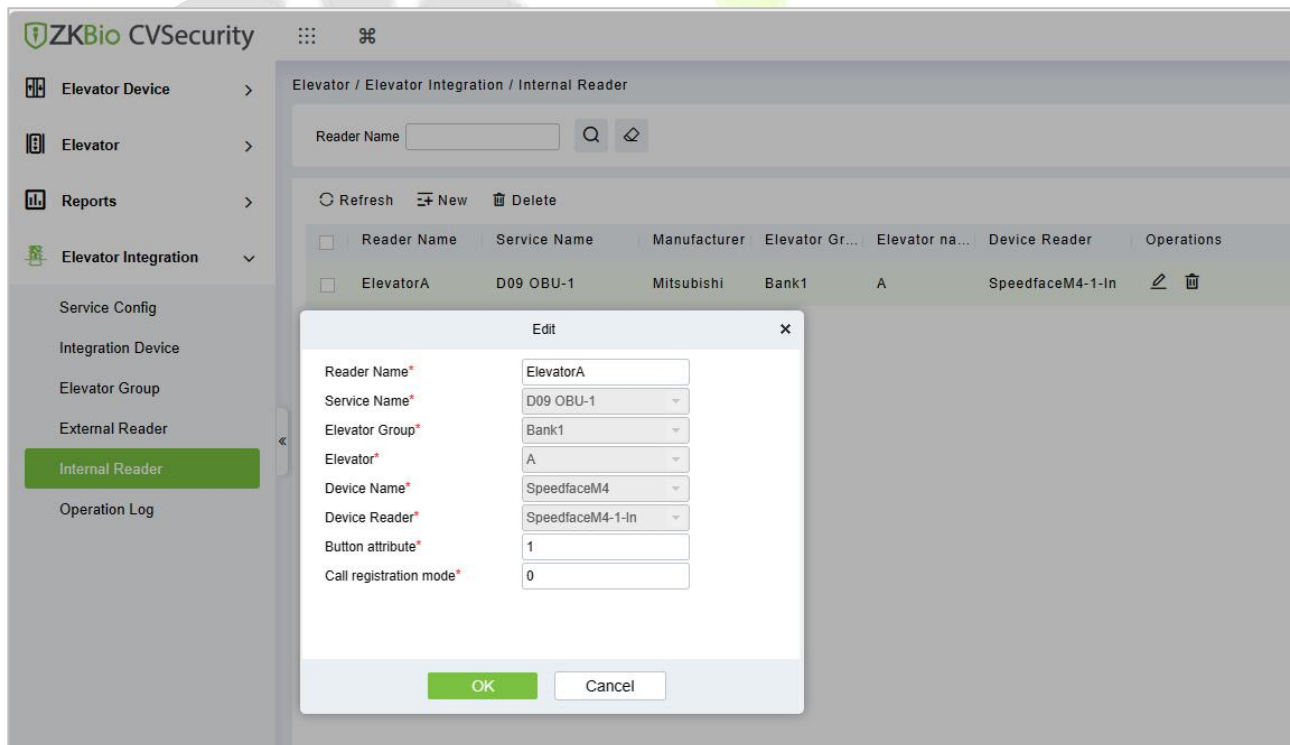 ZKBio CVSecurity
Elevator Device
Elevator
Reports
Elevator Integration
Service Config
Integration Device
Elevator Group
External Reader
Internal Reader
Operation Log
Elevator / Elevator Integration / Internal Reader
Reader Name
Refresh New Delete
Reader Name Service Name Manufacturer Elevator Gr... Elevator na... Device Reader Operations
ElevatorA D09 OBU-1 Mitsubishi Bank1 A SpeedfaceM4-1-In
Edit
Reader Name* ElevatorA
Service Name* D09 OBU-1
Elevator Group* Bank1
Elevator* A
Device Name* SpeedfaceM4
Device Reader* SpeedfaceM4-1-In
Button attribute* 1
Call registration mode* 0
OK Cancel